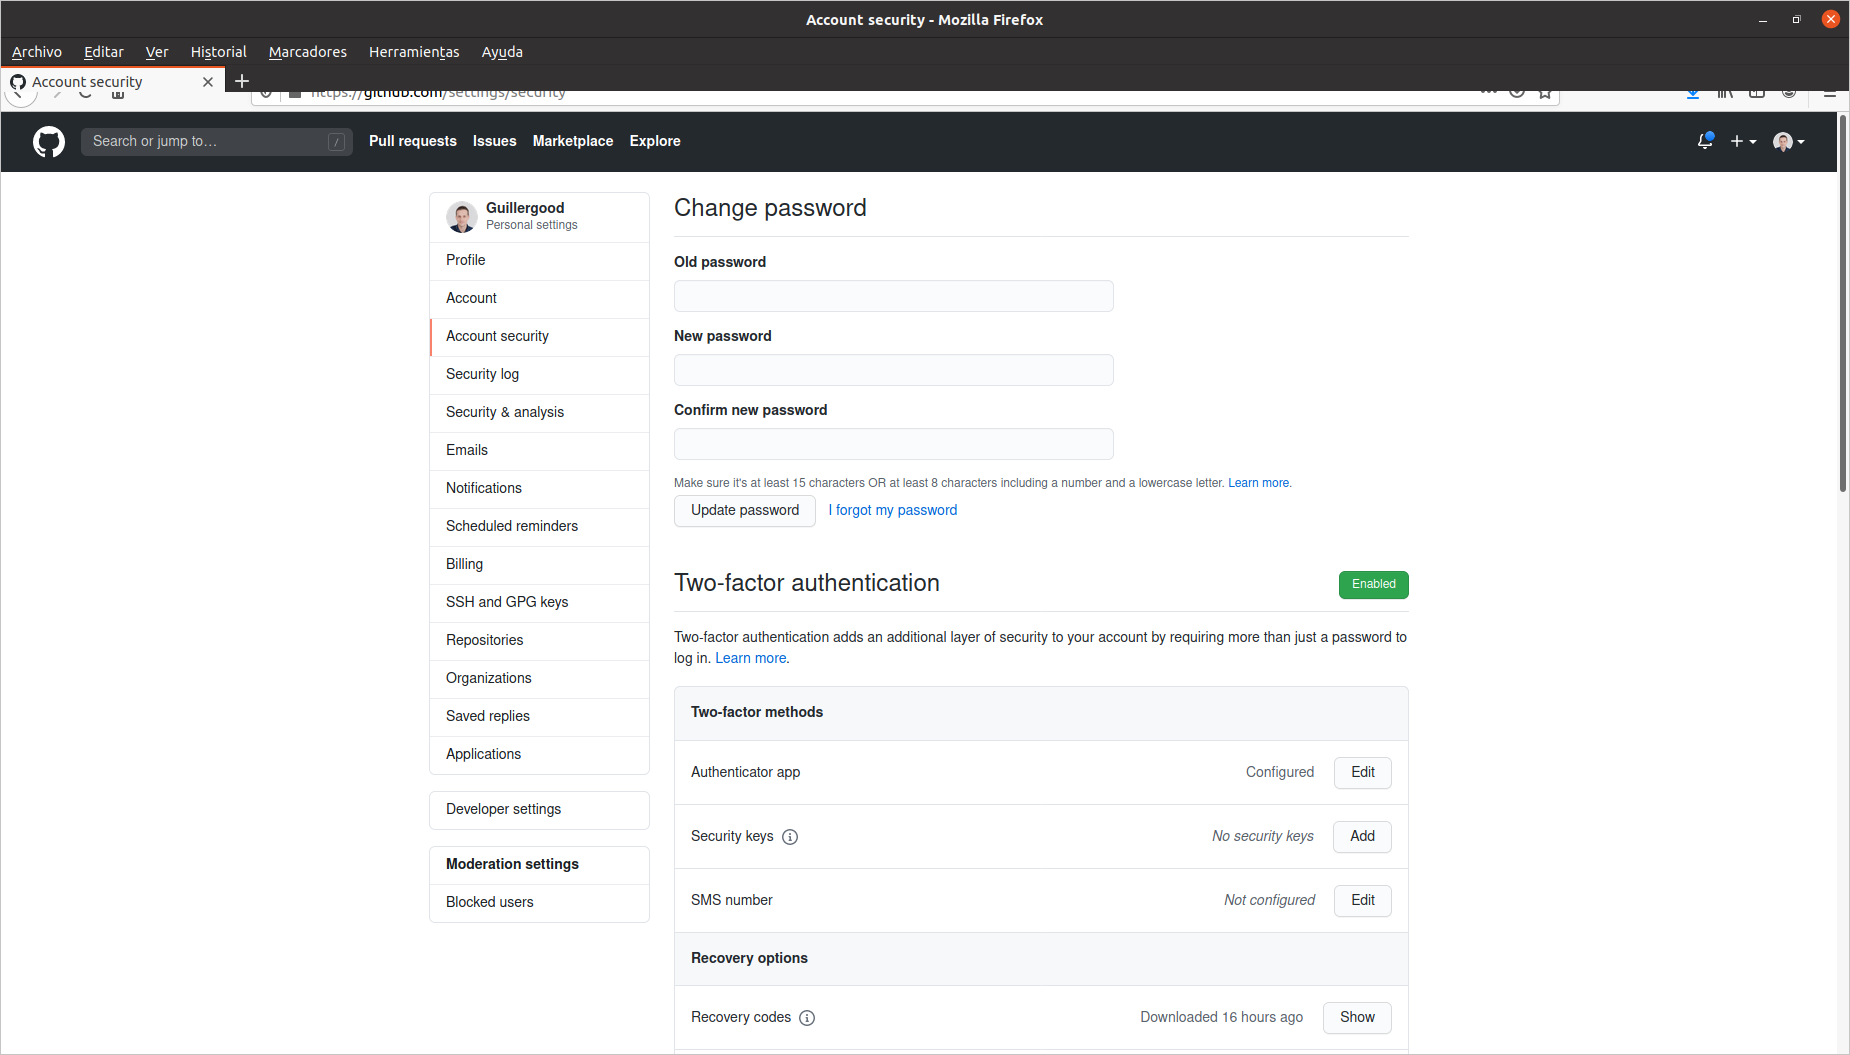 Account security - Mozilla Firefox
Archivo Editar Ver Historial Marcadores Herramientas Ayuda
Account security
https://github.com/settings/security
Search or jump to… /
Pull requests Issues Marketplace Explore
Guillergood
Personal settings
Profile
Account
Account security
Security log
Security & analysis
Emails
Notifications
Scheduled reminders
Billing
SSH and GPG keys
Repositories
Organizations
Saved replies
Applications
Developer settings
Moderation settings
Blocked users
Change password
Old password
New password
Confirm new password
Make sure it's at least 15 characters OR at least 8 characters including a number and a lowercase letter. Learn more.
Update password I forgot my password
Two-factor authentication Enabled
Two-factor authentication adds an additional layer of security to your account by requiring more than just a password to
log in. Learn more.
Two-factor methods
Authenticator app Configured Edit
Security keys No security keys Add
SMS number Not configured Edit
Recovery options
Recovery codes Downloaded 16 hours ago Show